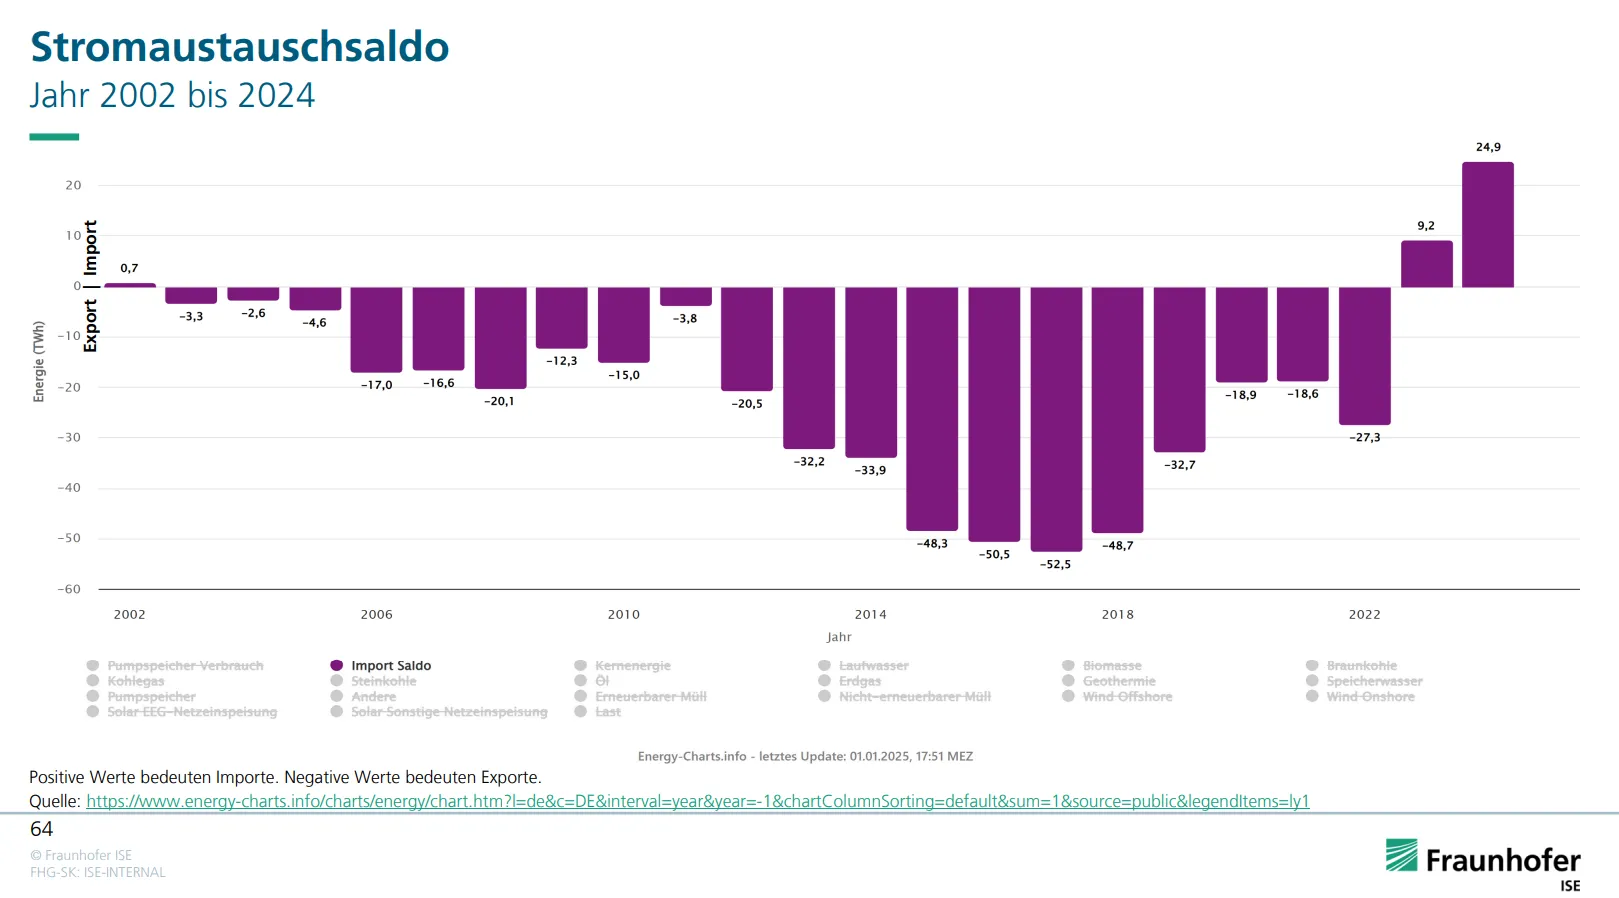 Stromaustauschsaldo
Jahr 2002 bis 2024
Energie (TWh)
Export | Import
20
10
0
−10
−20
−30
−40
−50
−60
0,7
−3,3
−2,6
−4,6
−17,0
−16,6
−20,1
−12,3
−15,0
−3,8
−20,5
−32,2
−33,9
−48,3
−50,5
−52,5
−48,7
−32,7
−18,9
−18,6
−27,3
9,2
24,9
2002 2006 2010 2014 2018 2022
Jahr
Pumpspeicher Verbrauch Import Saldo Kernenergie Laufwasser Biomasse Braunkohle
Kohlegas Steinkohle Öl Erdgas Geothermie Speicherwasser
Pumpspeicher Andere Erneuerbarer Müll Nicht-erneuerbarer Müll Wind Offshore Wind Onshore
Solar EEG-Netzeinspeisung Solar Sonstige Netzeinspeisung Last
Energy-Charts.info - letztes Update: 01.01.2025, 17:51 MEZ
Positive Werte bedeuten Importe. Negative Werte bedeuten Exporte.
Quelle: https://www.energy-charts.info/charts/energy/chart.htm?l=de&c=DE&interval=year&year=-1&chartColumnSorting=default&sum=1&source=public&legendItems=ly1
64
© Fraunhofer ISE
FHG-SK: ISE-INTERNAL
Fraunhofer
ISE